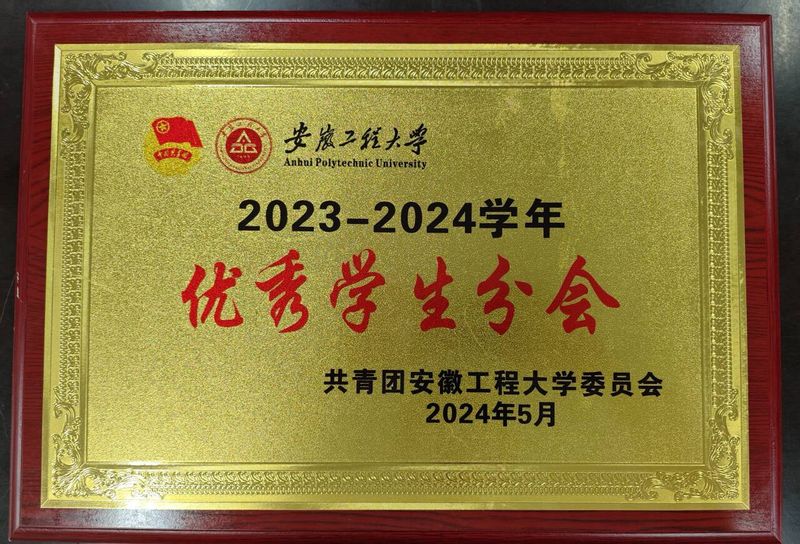 安徽工程大学
Anhui Polytechnic University
2023-2024学年
优秀学生分会
共青团安徽工程大学委员会
2024年5月